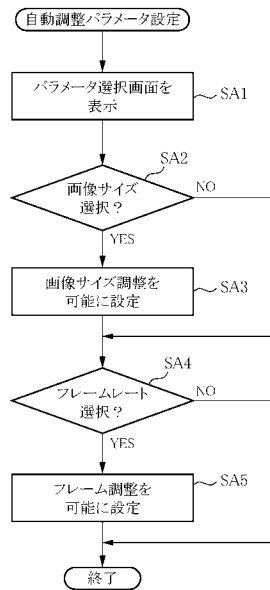 自動調整パラメータ設定
パラメータ選択画面を
表示
SA1
SA2
画像サイズ
選択？
NO
YES
画像サイズ調整を
可能に設定
SA3
SA4
フレームレート
選択？
NO
YES
フレーム調整を
可能に設定
SA5
終了